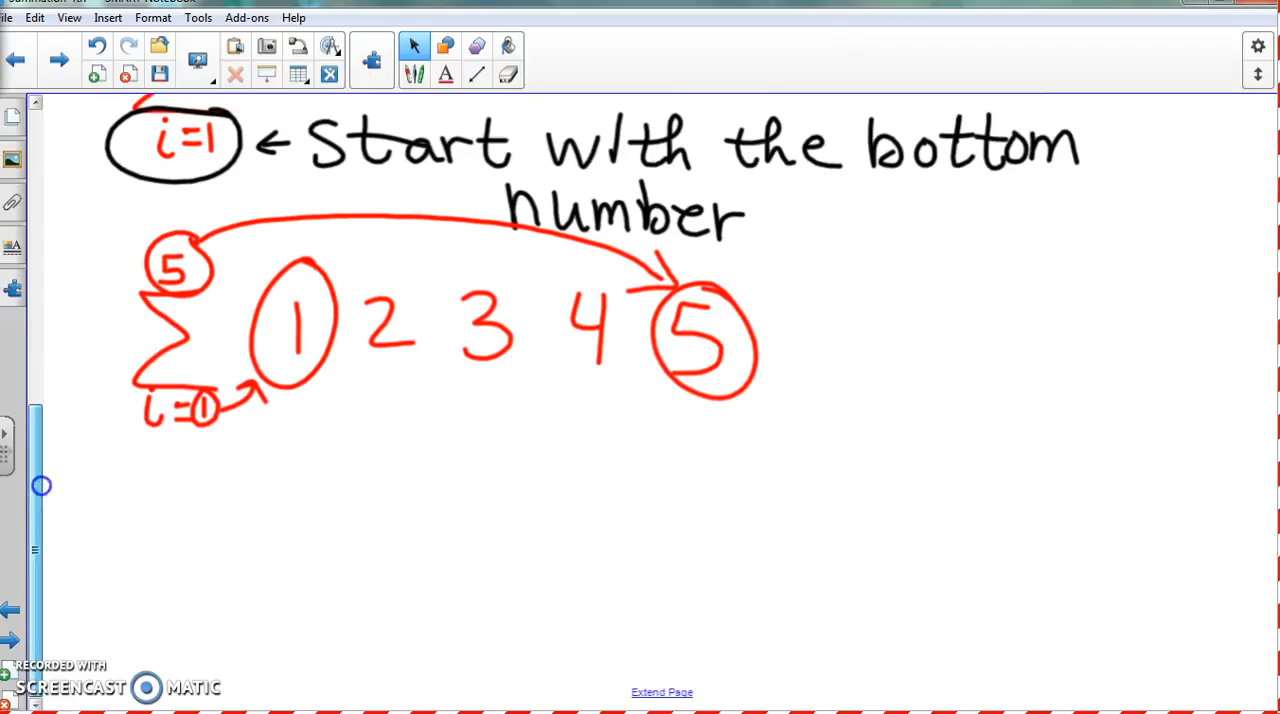 File Edit View Insert Format Tools Add-ons Help
i=1 ← Start with the bottom
number
5
Σ 1 2 3 4 5
i=1
RECORDED WITH
SCREENCAST MATIC
Extend Page